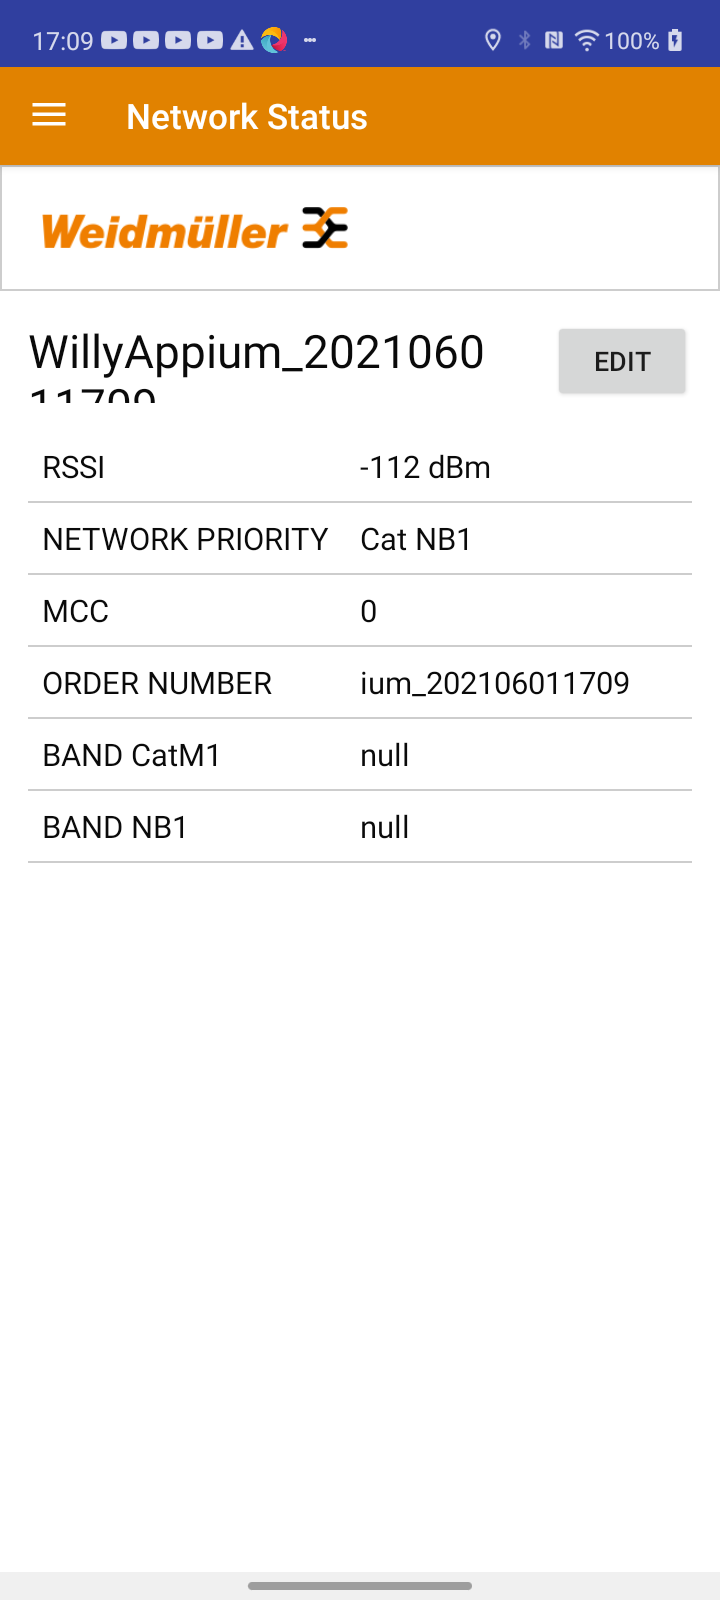 17:09 100%
Network Status
Weidmüller
WillyAppium_2021060 EDIT
11709
RSSI -112 dBm
NETWORK PRIORITY Cat NB1
MCC 0
ORDER NUMBER ium_202106011709
BAND CatM1 null
BAND NB1 null